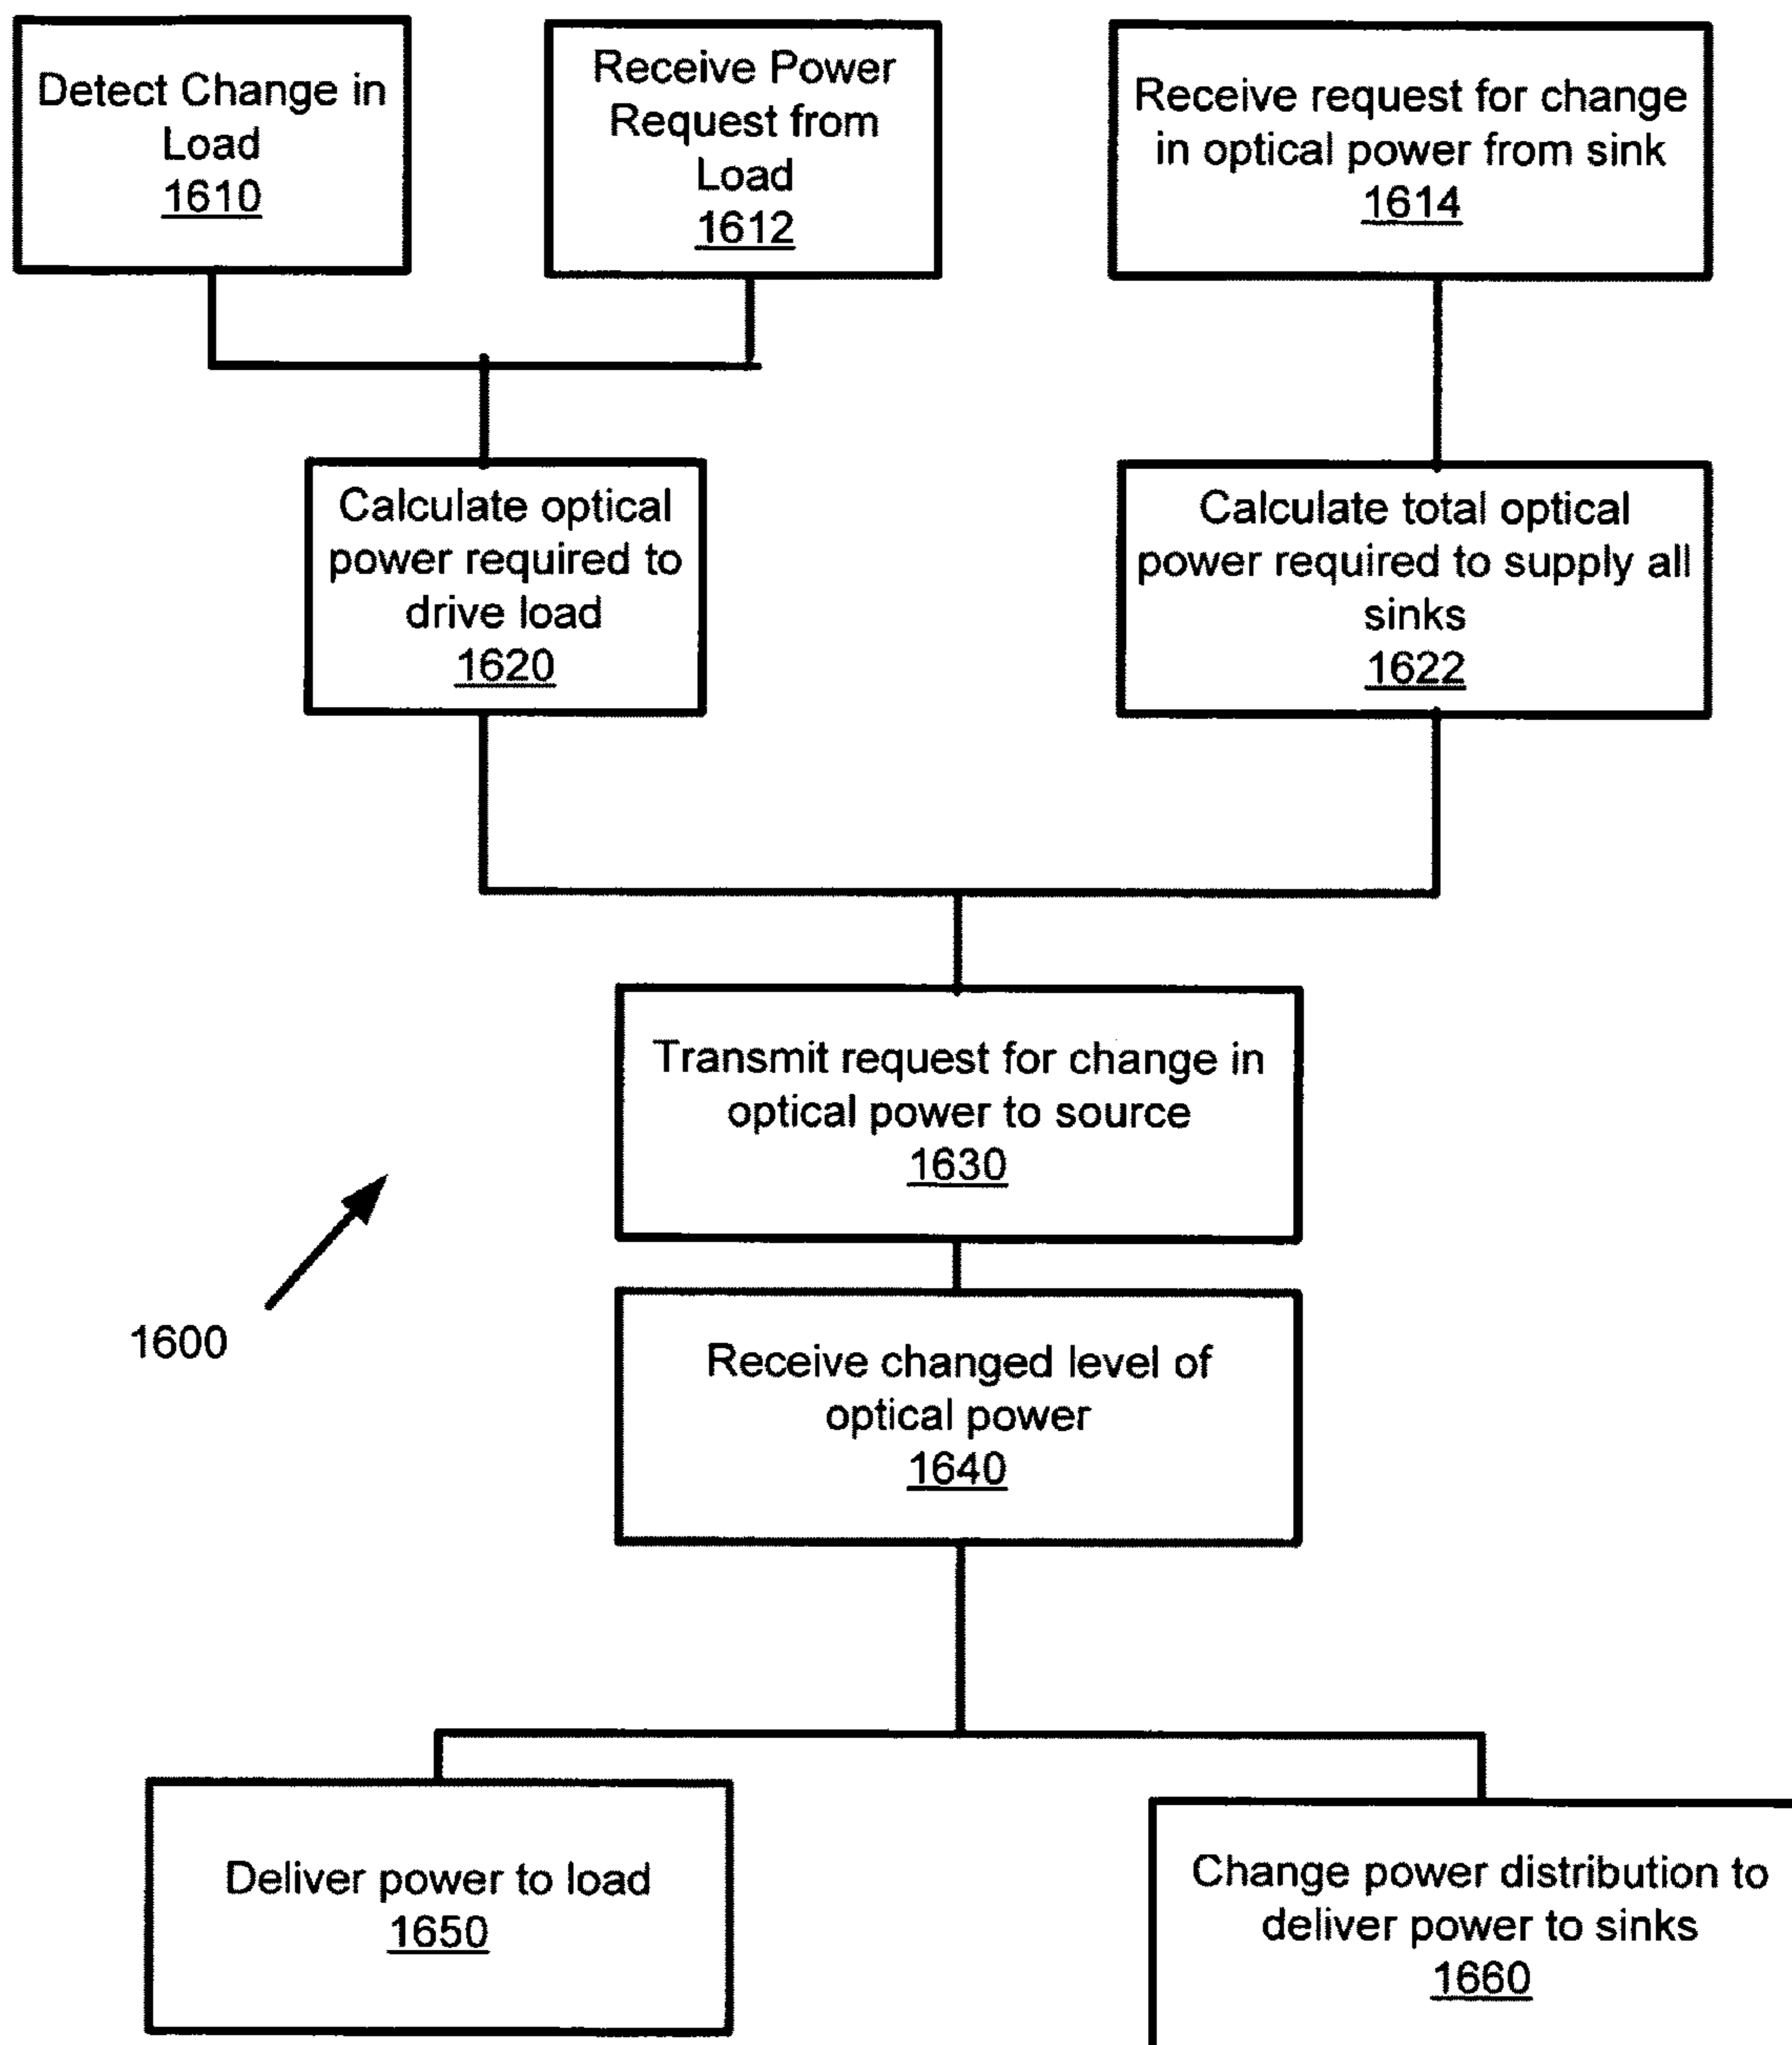 Detect Change in
Load
1610
Receive Power
Request from
Load
1612
Receive request for change
in optical power from sink
1614
Calculate optical
power required to
drive load
1620
Calculate total optical
power required to supply all
sinks
1622
Transmit request for change in
optical power to source
1630
1600
Receive changed level of
optical power
1640
Deliver power to load
1650
Change power distribution to
deliver power to sinks
1660